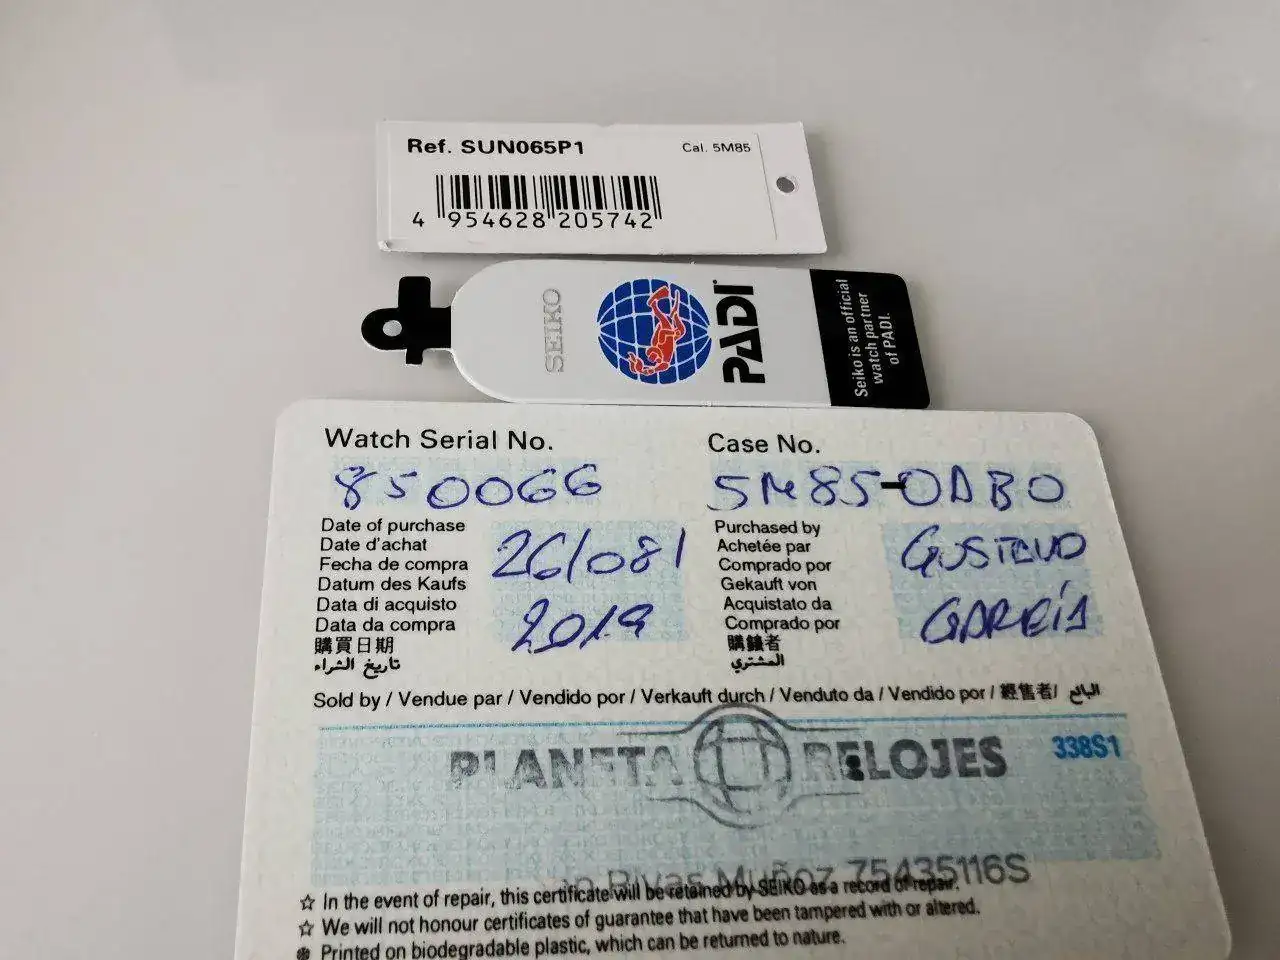 Ref. SUN065P1
Cal. 5M85
4 954628 205742
SEIKO
PADI
Seiko is an official
watch partner
of PADI.
Watch Serial No.
850066
Case No.
5M85-0AB0
Date of purchase
Date d'achat
Fecha de compra
Datum des Kaufs
Data di acquisto
Data da compra
購買日期
تاريخ الشراء
26/08/
2019
Purchased by
Achetée par
Comprado por
Gekauft von
Acquistato da
Comprado por
المشتري
GUSTAVO
GARCÍA
Sold by / Vendue par / Vendido por / Verkauft durch / Venduto da / Vendido por / 經售者/ البائع
PLANETA RELOJES
338S1
Rivas Muñoz 75435116S
☆ In the event of repair, this certificate will be retained by SEIKO as a record of repair.
☆ We will not honour certificates of guarantee that have been tampered with or altered.
Printed on biodegradable plastic, which can be returned to nature.